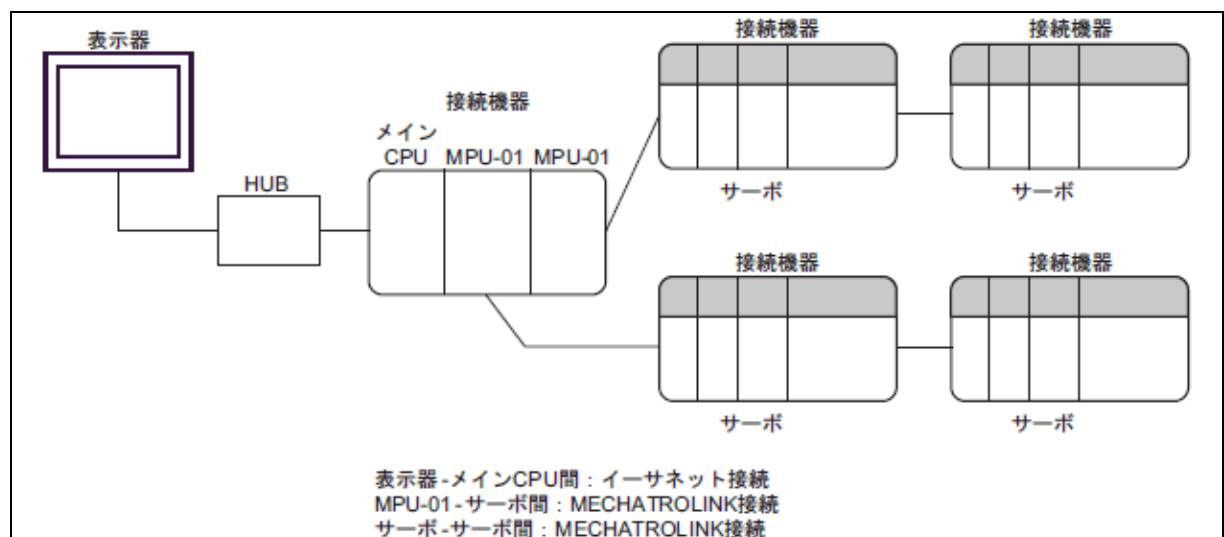 表示器
HUB
接続機器
メイン
CPU MPU-01 MPU-01
接続機器
サーボ
接続機器
サーボ
接続機器
サーボ
接続機器
サーボ
表示器-メインCPU間：イーサネット接続
MPU-01-サーボ間：MECHATROLINK接続
サーボ-サーボ間：MECHATROLINK接続